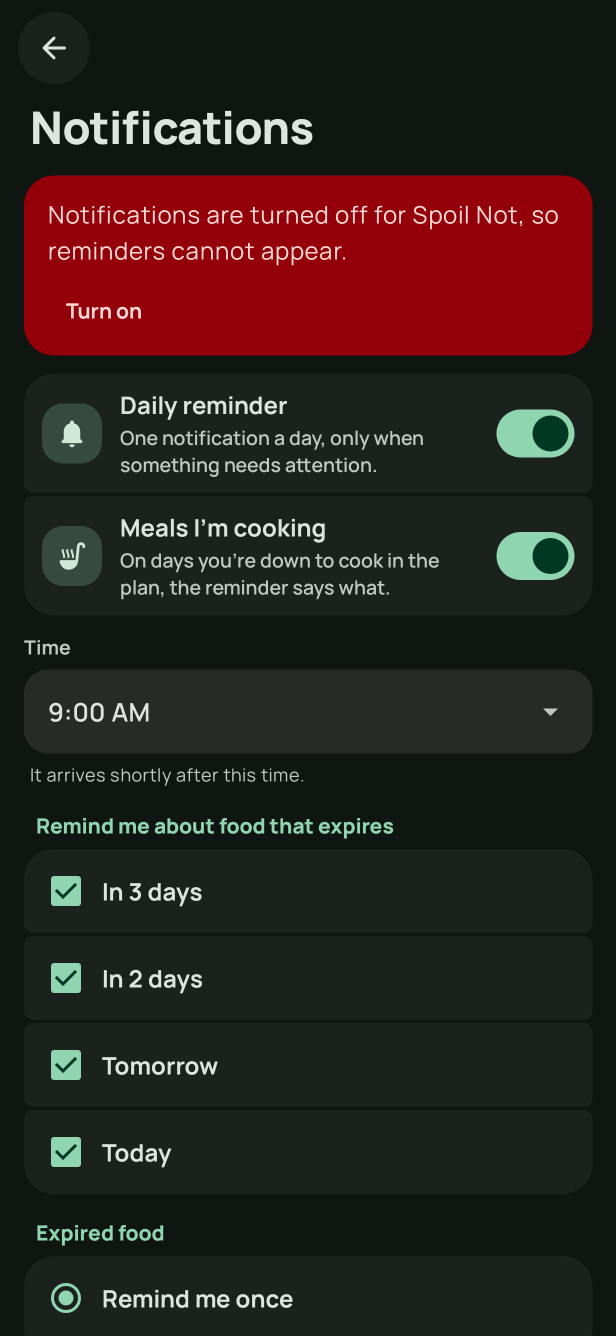 Notifications
Notifications are turned off for Spoil Not, so
reminders cannot appear.
Turn on
Daily reminder
One notification a day, only when
something needs attention.
Meals I’m cooking
On days you’re down to cook in the
plan, the reminder says what.
Time
9:00 AM
It arrives shortly after this time.
Remind me about food that expires
In 3 days
In 2 days
Tomorrow
Today
Expired food
Remind me once